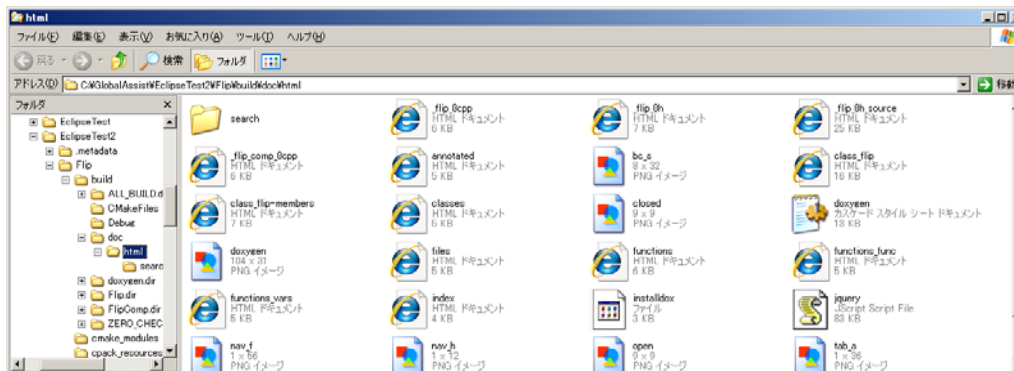 html
ファイル(F) 編集(E) 表示(V) お気に入り(A) ツール(T) ヘルプ(H)
戻る 検索 フォルダ
アドレス(D) C:¥GlobalAssist¥EclipseTest2¥Flip¥build¥doc¥html 移動
フォルダ
EclipseTest
EclipseTest2
.metadata
Flip
build
ALL_BUILD.d
CMakeFiles
Debug
doc
html
searc
doxygen.dir
Flip.dir
FlipComp.dir
ZERO_CHEC
cmake_modules
cpack_resources
search
_flip_8cpp
HTML ドキュメント
6 KB
_flip_8h
HTML ドキュメント
7 KB
_flip_8h_source
HTML ドキュメント
25 KB
_flip_comp_8cpp
HTML ドキュメント
6 KB
annotated
HTML ドキュメント
5 KB
bc_s
8 x 32
PNG イメージ
class_flip
HTML ドキュメント
16 KB
class_flip-members
HTML ドキュメント
7 KB
classes
HTML ドキュメント
5 KB
closed
9 x 9
PNG イメージ
doxygen
カスケード スタイル シート ドキュメント
13 KB
doxygen
104 x 31
PNG イメージ
files
HTML ドキュメント
5 KB
functions
HTML ドキュメント
6 KB
functions_func
HTML ドキュメント
5 KB
functions_vars
HTML ドキュメント
5 KB
index
HTML ドキュメント
4 KB
installdox
ファイル
3 KB
jquery
JScript Script File
83 KB
nav_f
1 x 56
PNG イメージ
nav_h
1 x 12
PNG イメージ
open
9 x 9
PNG イメージ
tab_a
1 x 36
PNG イメージ